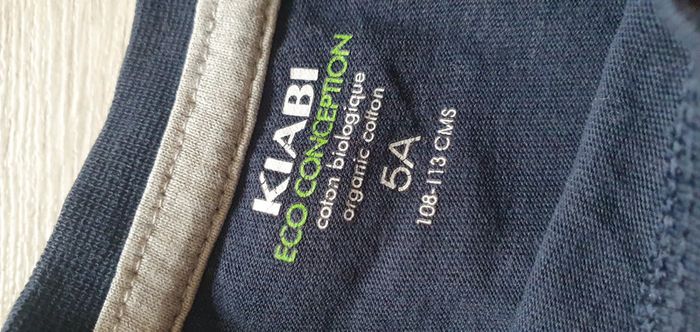 KIABI
ECO CONCEPTION
coton biologique
organic cotton
5A
108-113 CMS